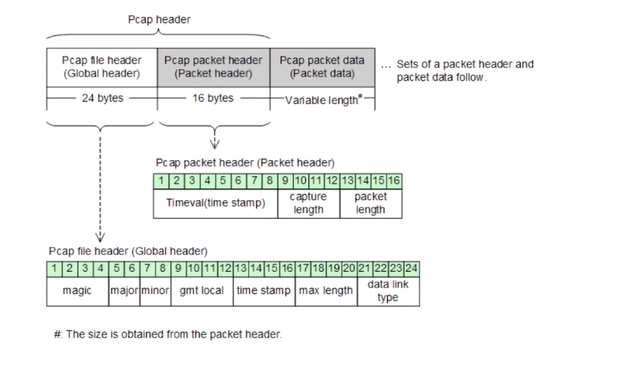 Pcap header
Pcap file header
(Global header)
Pcap packet header
(Packet header)
Pcap packet data
(Packet data)
... Sets of a packet header and
packet data follow.
24 bytes
16 bytes
Variable length#
Pcap packet header (Packet header)
1 2 3 4 5 6 7 8 9 10 11 12 13 14 15 16
Timeval(time stamp)
capture
length
packet
length
Pcap file header (Global header)
1 2 3 4 5 6 7 8 9 10 11 12 13 14 15 16 17 18 19 20 21 22 23 24
magic
major
minor
gmt local
time stamp
max length
data link
type
#: The size is obtained from the packet header.